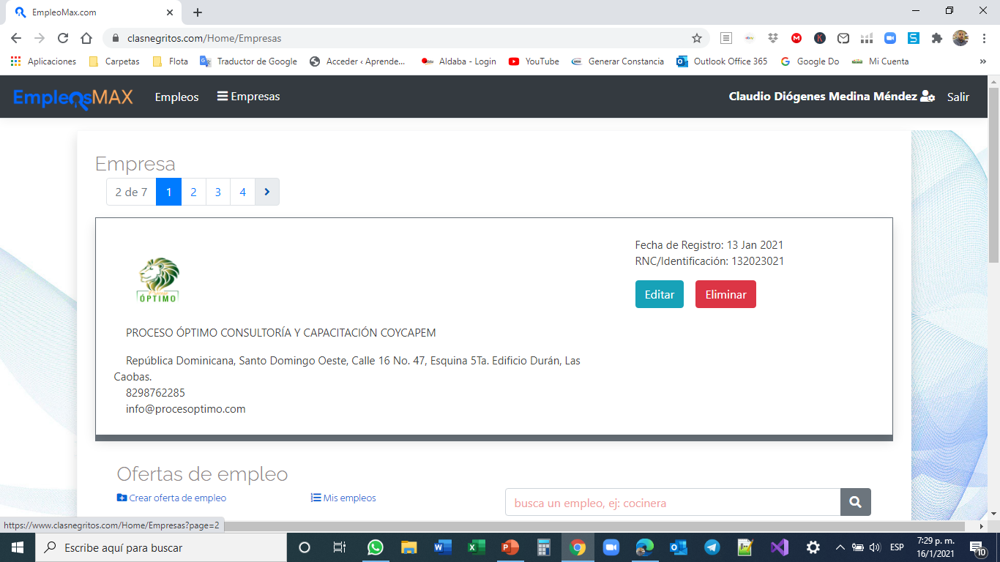 EmpleoMax.com
clasnegritos.com/Home/Empresas
Aplicaciones
Carpetas
Flota
Traductor de Google
Acceder ‹ Aprende...
Aldaba - Login
YouTube
Generar Constancia
Outlook Office 365
Google Do
Mi Cuenta
»
EmpleosMAX
Empleos
Empresas
Claudio Diógenes Medina Méndez
Salir
Empresa
2 de 7
1
2
3
4
Fecha de Registro: 13 Jan 2021
RNC/Identificación: 132023021
Editar
Eliminar
ÓPTIMO
PROCESO ÓPTIMO CONSULTORÍA Y CAPACITACIÓN COYCAPEM
República Dominicana, Santo Domingo Oeste, Calle 16 No. 47, Esquina 5Ta. Edificio Durán, Las
Caobas.
8298762285
info@procesoptimo.com
Ofertas de empleo
Crear oferta de empleo
Mis empleos
busca un empleo, ej: cocinera
https://www.clasnegritos.com/Home/Empresas?page=2
Escribe aquí para buscar
ESP
7:29 p. m.
16/1/2021
10